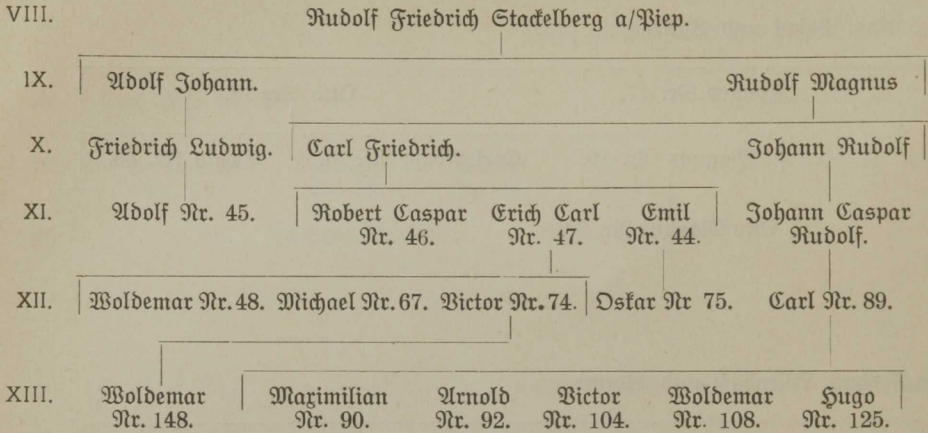 VIII. Rudolf Friedrich Stackelberg a/Piep.
IX. Adolf Johann. Rudolf Magnus
X. Friedrich Ludwig. Carl Friedrich. Johann Rudolf
XI. Adolf Nr. 45. Robert Caspar Erich Carl Emil Johann Caspar
Nr. 46. Nr. 47. Nr. 44. Rudolf.
XII. Woldemar Nr. 48. Michael Nr. 67. Victor Nr. 74. Oskar Nr 75. Carl Nr. 89.
XIII. Woldemar Maximilian Arnold Victor Woldemar Hugo
Nr. 148. Nr. 90. Nr. 92. Nr. 104. Nr. 108. Nr. 125.